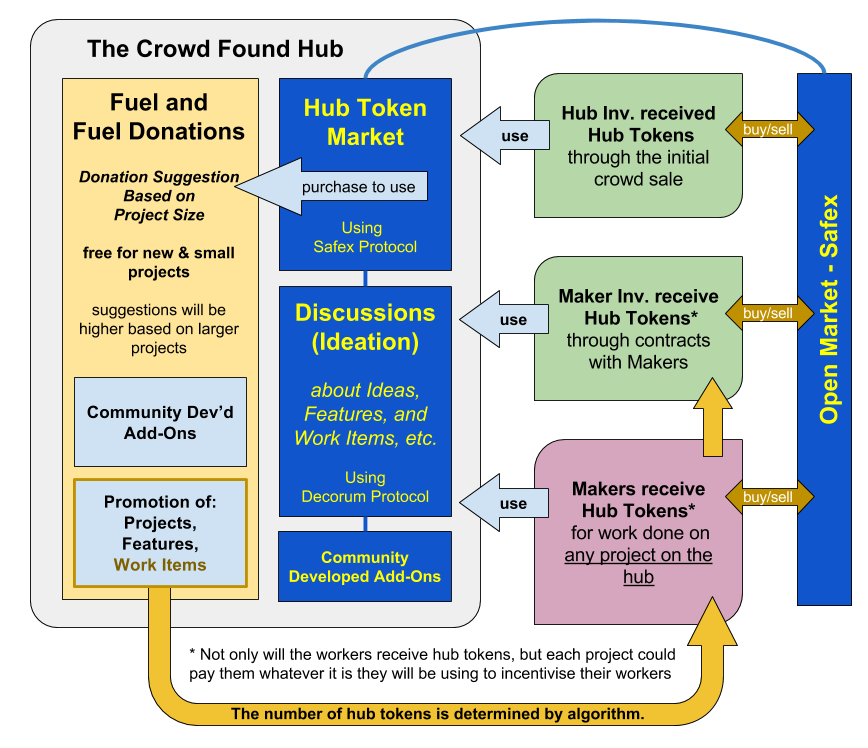 The Crowd Found Hub
Fuel and
Fuel Donations
Donation Suggestion
Based on
Project Size
free for new & small
projects
suggestions will be
higher based on larger
projects
Community Dev’d
Add-Ons
Promotion of:
Projects,
Features,
Work Items
Hub Token
Market
purchase to use
Using
Safex Protocol
Discussions
(Ideation)
about Ideas,
Features, and
Work Items, etc.
Using
Decorum Protocol
Community
Developed Add-Ons
use
Hub Inv. received
Hub Tokens
through the initial
crowd sale
buy/sell
use
Maker Inv. receive
Hub Tokens*
through contracts
with Makers
buy/sell
use
Makers receive
Hub Tokens*
for work done on
any project on the
hub
buy/sell
Open Market - Safex
* Not only will the workers receive hub tokens, but each project could
pay them whatever it is they will be using to incentivise their workers
The number of hub tokens is determined by algorithm.